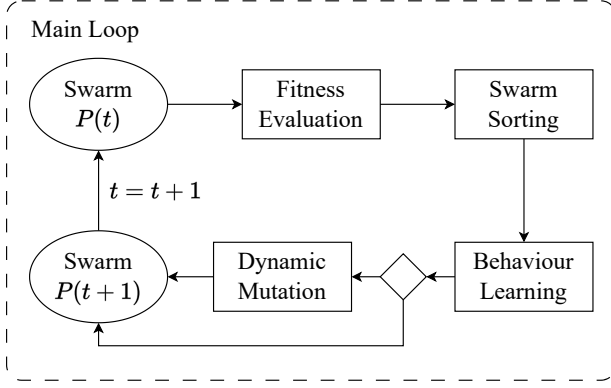 Main Loop
Swarm
P(t)
Fitness
Evaluation
Swarm
Sorting
t = t + 1
Swarm
P(t + 1)
Dynamic
Mutation
Behaviour
Learning